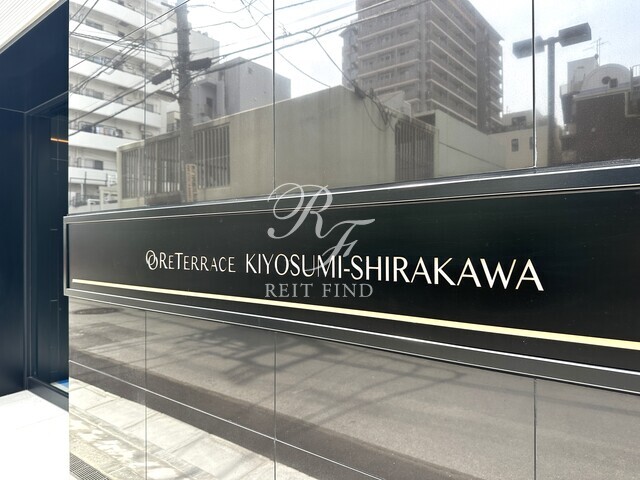 ORETERRACE KIYOSUMI-SHIRAKAWA
RF
REIT FIND